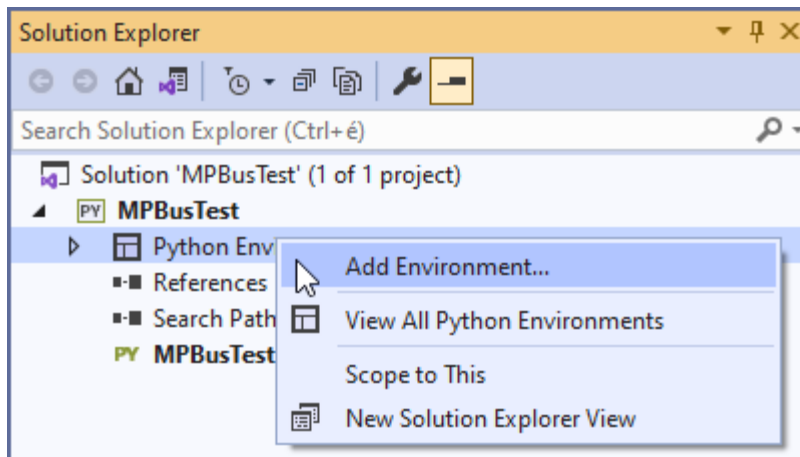 Solution Explorer
Search Solution Explorer (Ctrl+é)
Solution 'MPBusTest' (1 of 1 project)
PY MPBusTest
Python Env
References
Search Path
PY MPBusTest
Add Environment...
View All Python Environments
Scope to This
New Solution Explorer View